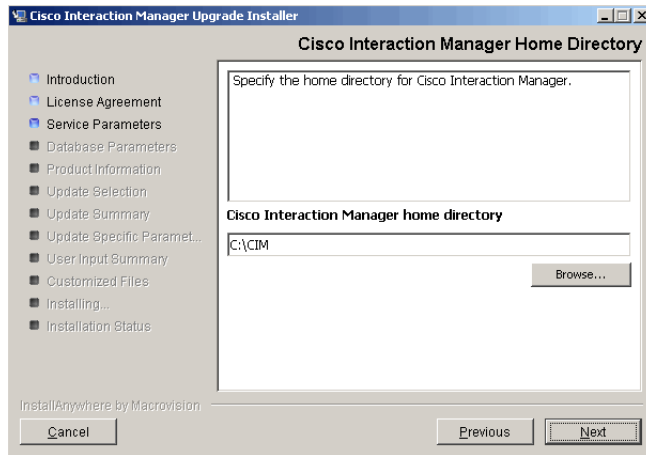 Cisco Interaction Manager Upgrade Installer
Cisco Interaction Manager Home Directory
Introduction
License Agreement
Service Parameters
Database Parameters
Product Information
Update Selection
Update Summary
Update Specific Paramet...
User Input Summary
Customized Files
Installing...
Installation Status
Specify the home directory for Cisco Interaction Manager.
Cisco Interaction Manager home directory
C:\CIM
Browse...
InstallAnywhere by Macrovision
Cancel
Previous
Next